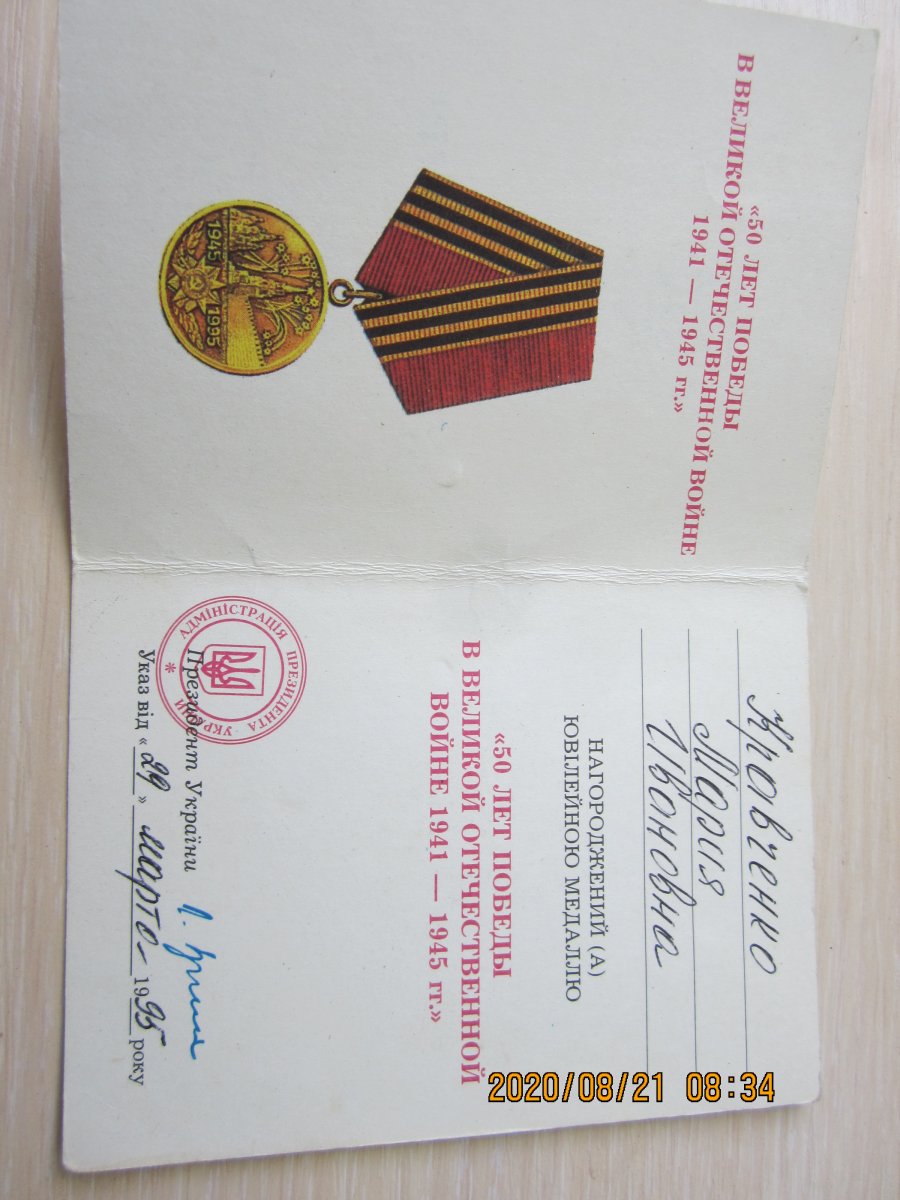 «50 ЛЕТ ПОБЕДЫ
В ВЕЛИКОЙ ОТЕЧЕСТВЕННОЙ ВОЙНЕ
1941 — 1945 гг.»
1945
1995
Кравченко
Мария
Ивановна
НАГОРОДЖЕНИЙ (А)
ЮВІЛЕЙНОЮ МЕДАЛЛЮ
«50 ЛЕТ ПОБЕДЫ
В ВЕЛИКОЙ ОТЕЧЕСТВЕННОЙ
ВОЙНЕ 1941 — 1945 гг.»
АДМІНІСТРАЦІЯ ПРЕЗИДЕНТА УКРАЇНИ
Президент України
Указ від «29» марта 1995 року
2020/08/21 08:34